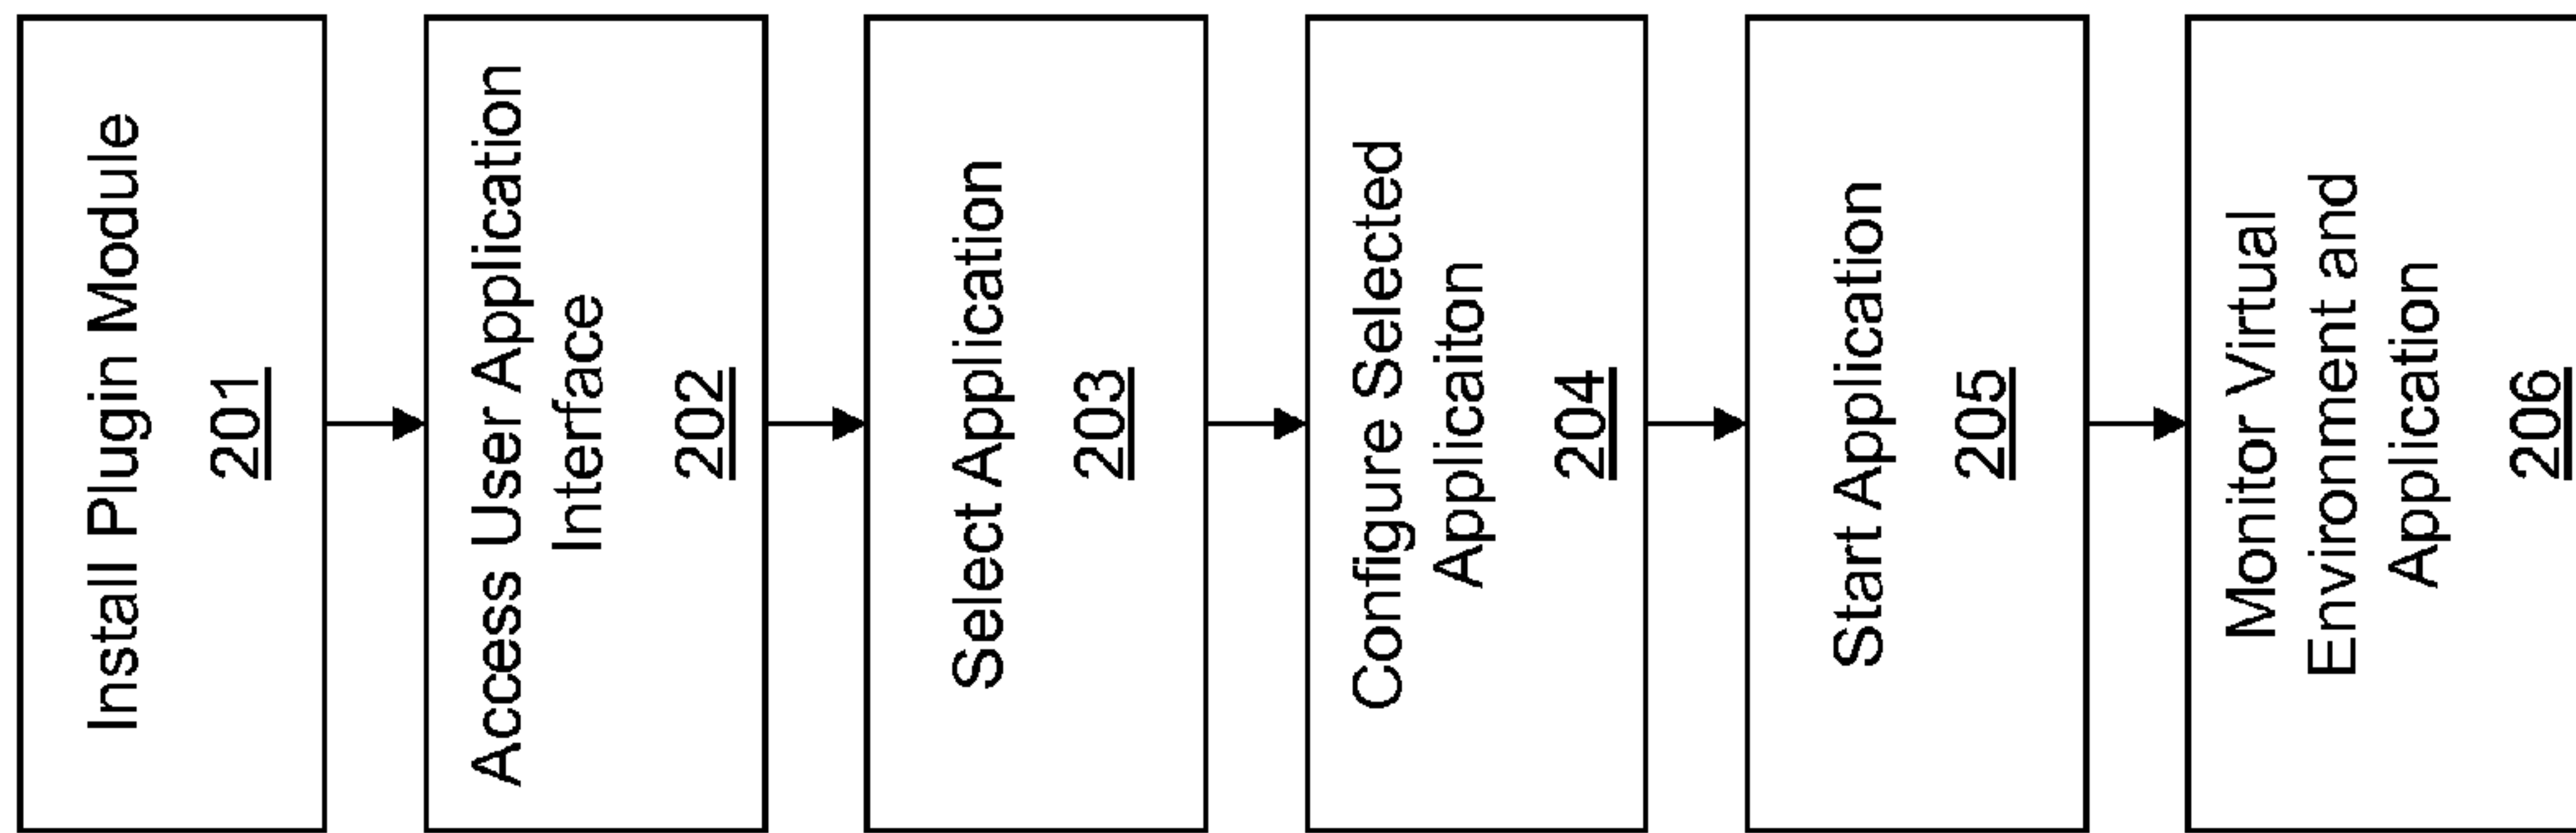 Install Plugin Module
201
Access User Application
Interface
202
Select Application
203
Configure Selected
Applicaiton
204
Start Application
205
Monitor Virtual
Environment and
Application
206